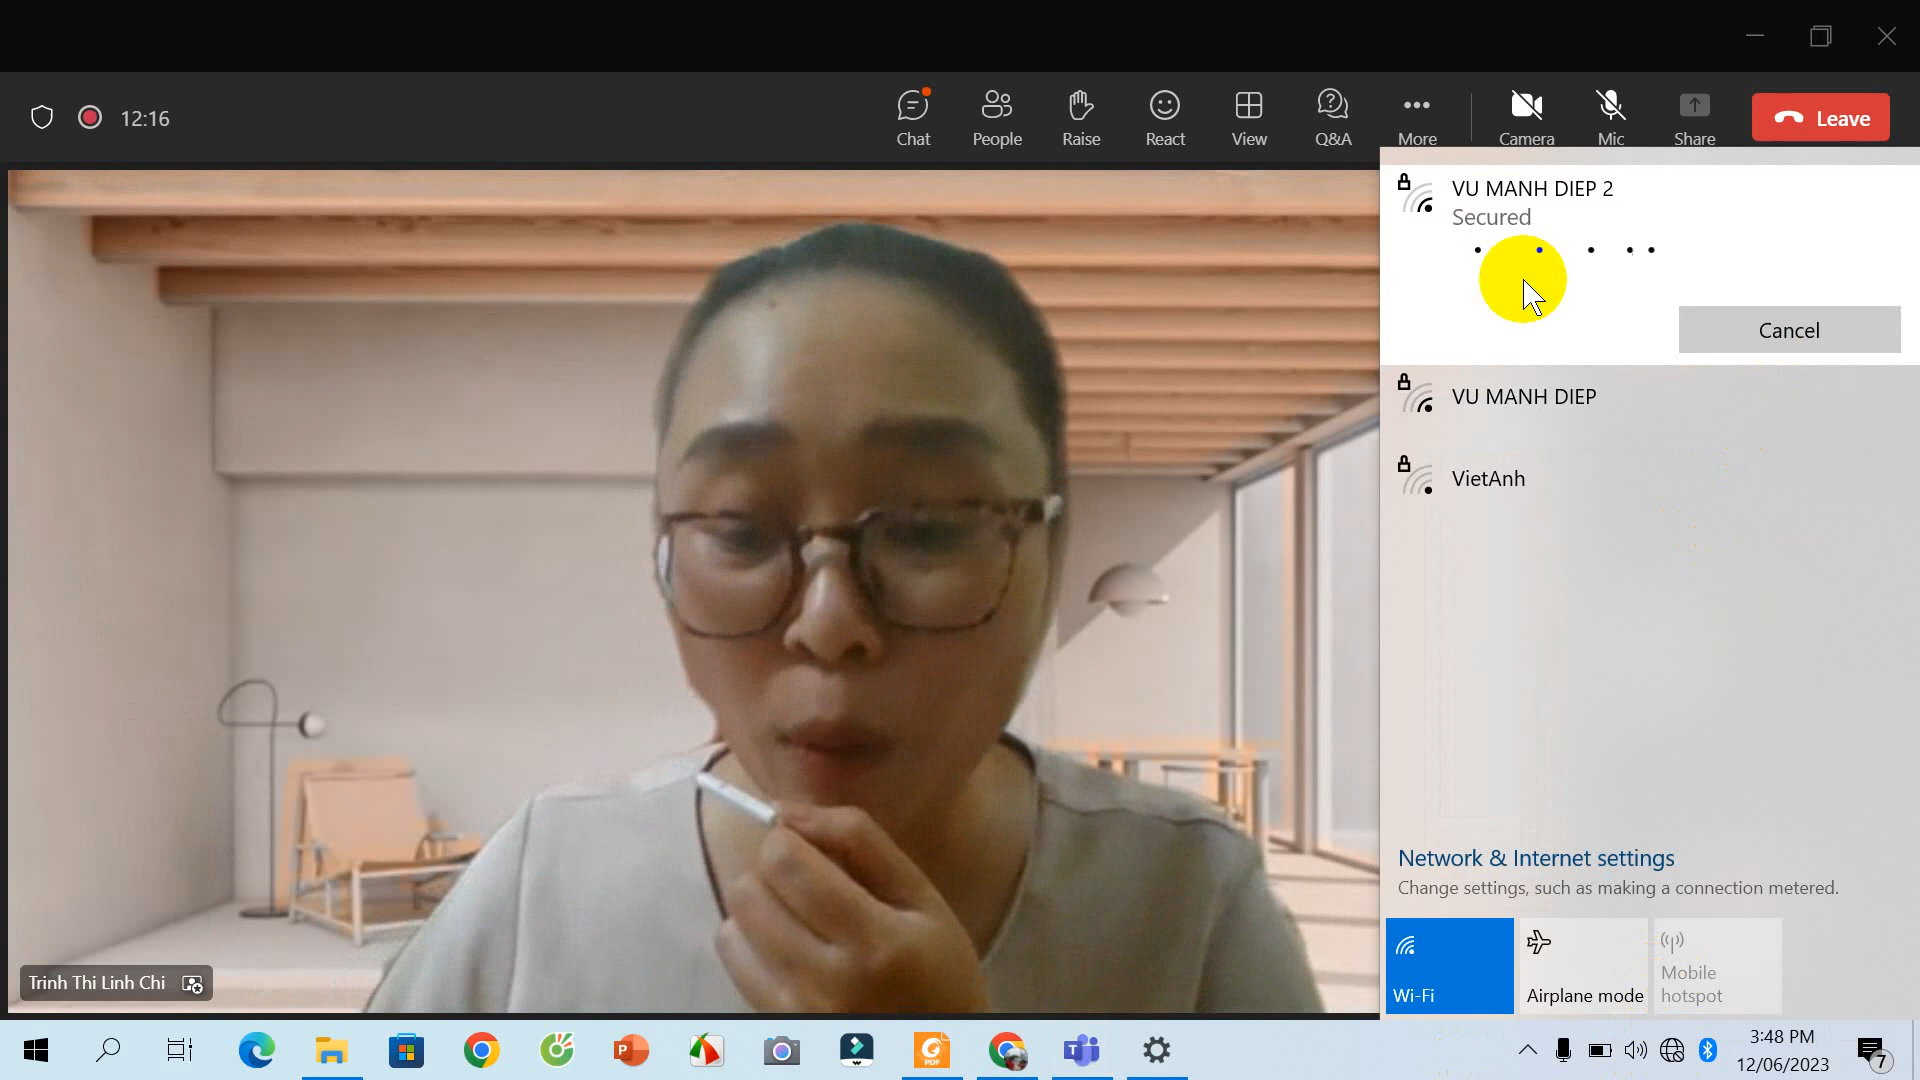 12:16
Chat
People
Raise
React
View
Q&A
More
Camera
Mic
Share
Leave
VU MANH DIEP 2
Secured
Cancel
VU MANH DIEP
VietAnh
Network & Internet settings
Change settings, such as making a connection metered.
Wi-Fi
Airplane mode
Mobile
hotspot
Trinh Thi Linh Chi
P
PDF
T
3:48 PM
12/06/2023
7